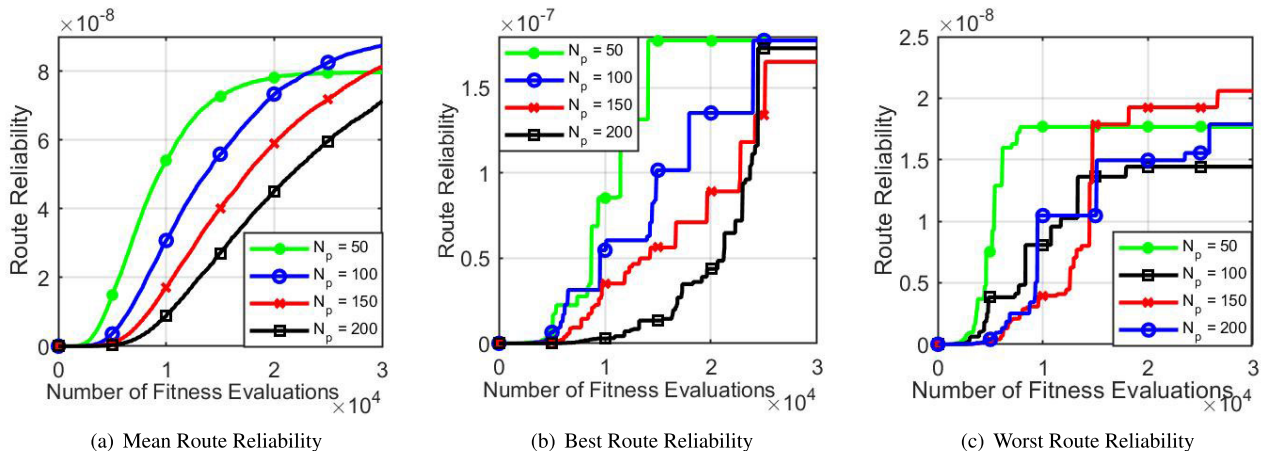 ×10⁻⁸
Route Reliability
8
6
4
2
0
0
1
2
3
N_p = 50
N_p = 100
N_p = 150
N_p = 200
Number of Fitness Evaluations
×10⁴
(a) Mean Route Reliability
×10⁻⁷
Route Reliability
1.5
1
0.5
0
0
1
2
3
N_p = 50
N_p = 100
N_p = 150
N_p = 200
Number of Fitness Evaluations
×10⁴
(b) Best Route Reliability
×10⁻⁸
Route Reliability
2.5
2
1.5
1
0.5
0
0
1
2
3
N_p = 50
N_p = 100
N_p = 150
N_p = 200
Number of Fitness Evaluations
×10⁴
(c) Worst Route Reliability